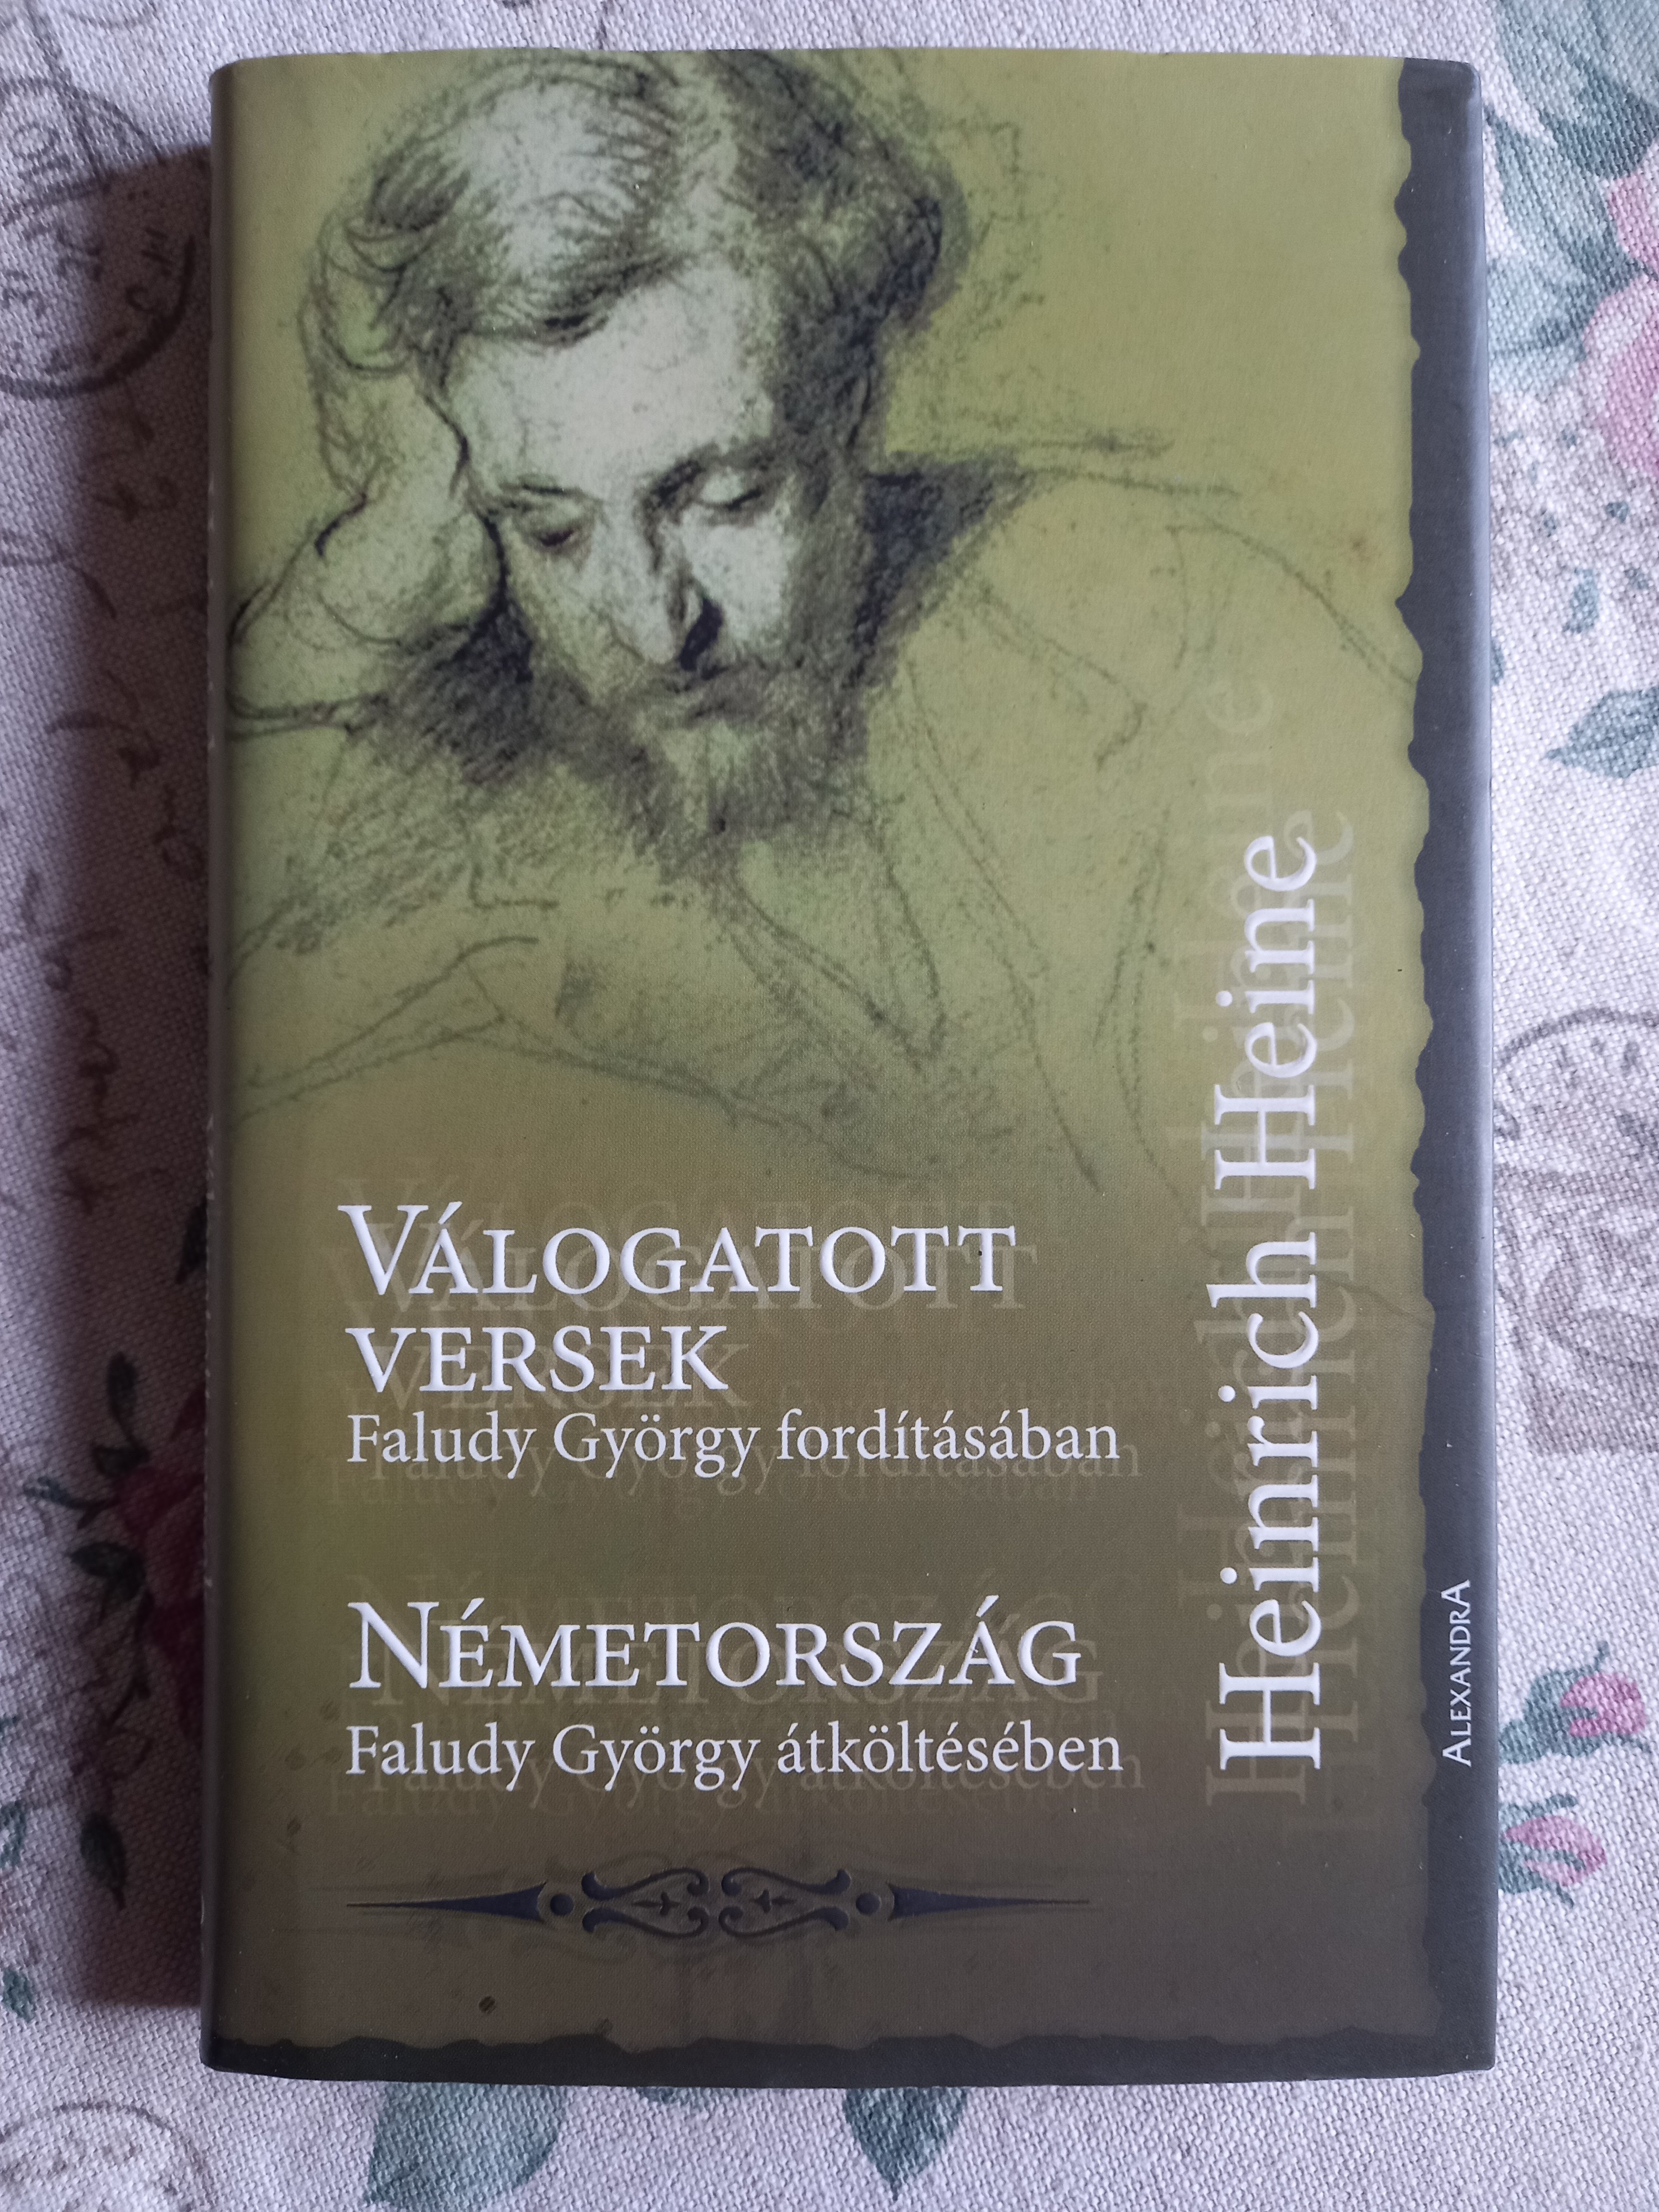 VÁLOGATOTT
VERSEK
Faludy György fordításában
NÉMETORSZÁG
Faludy György átköltésében
Heinrich Heine
ALEXANDRA